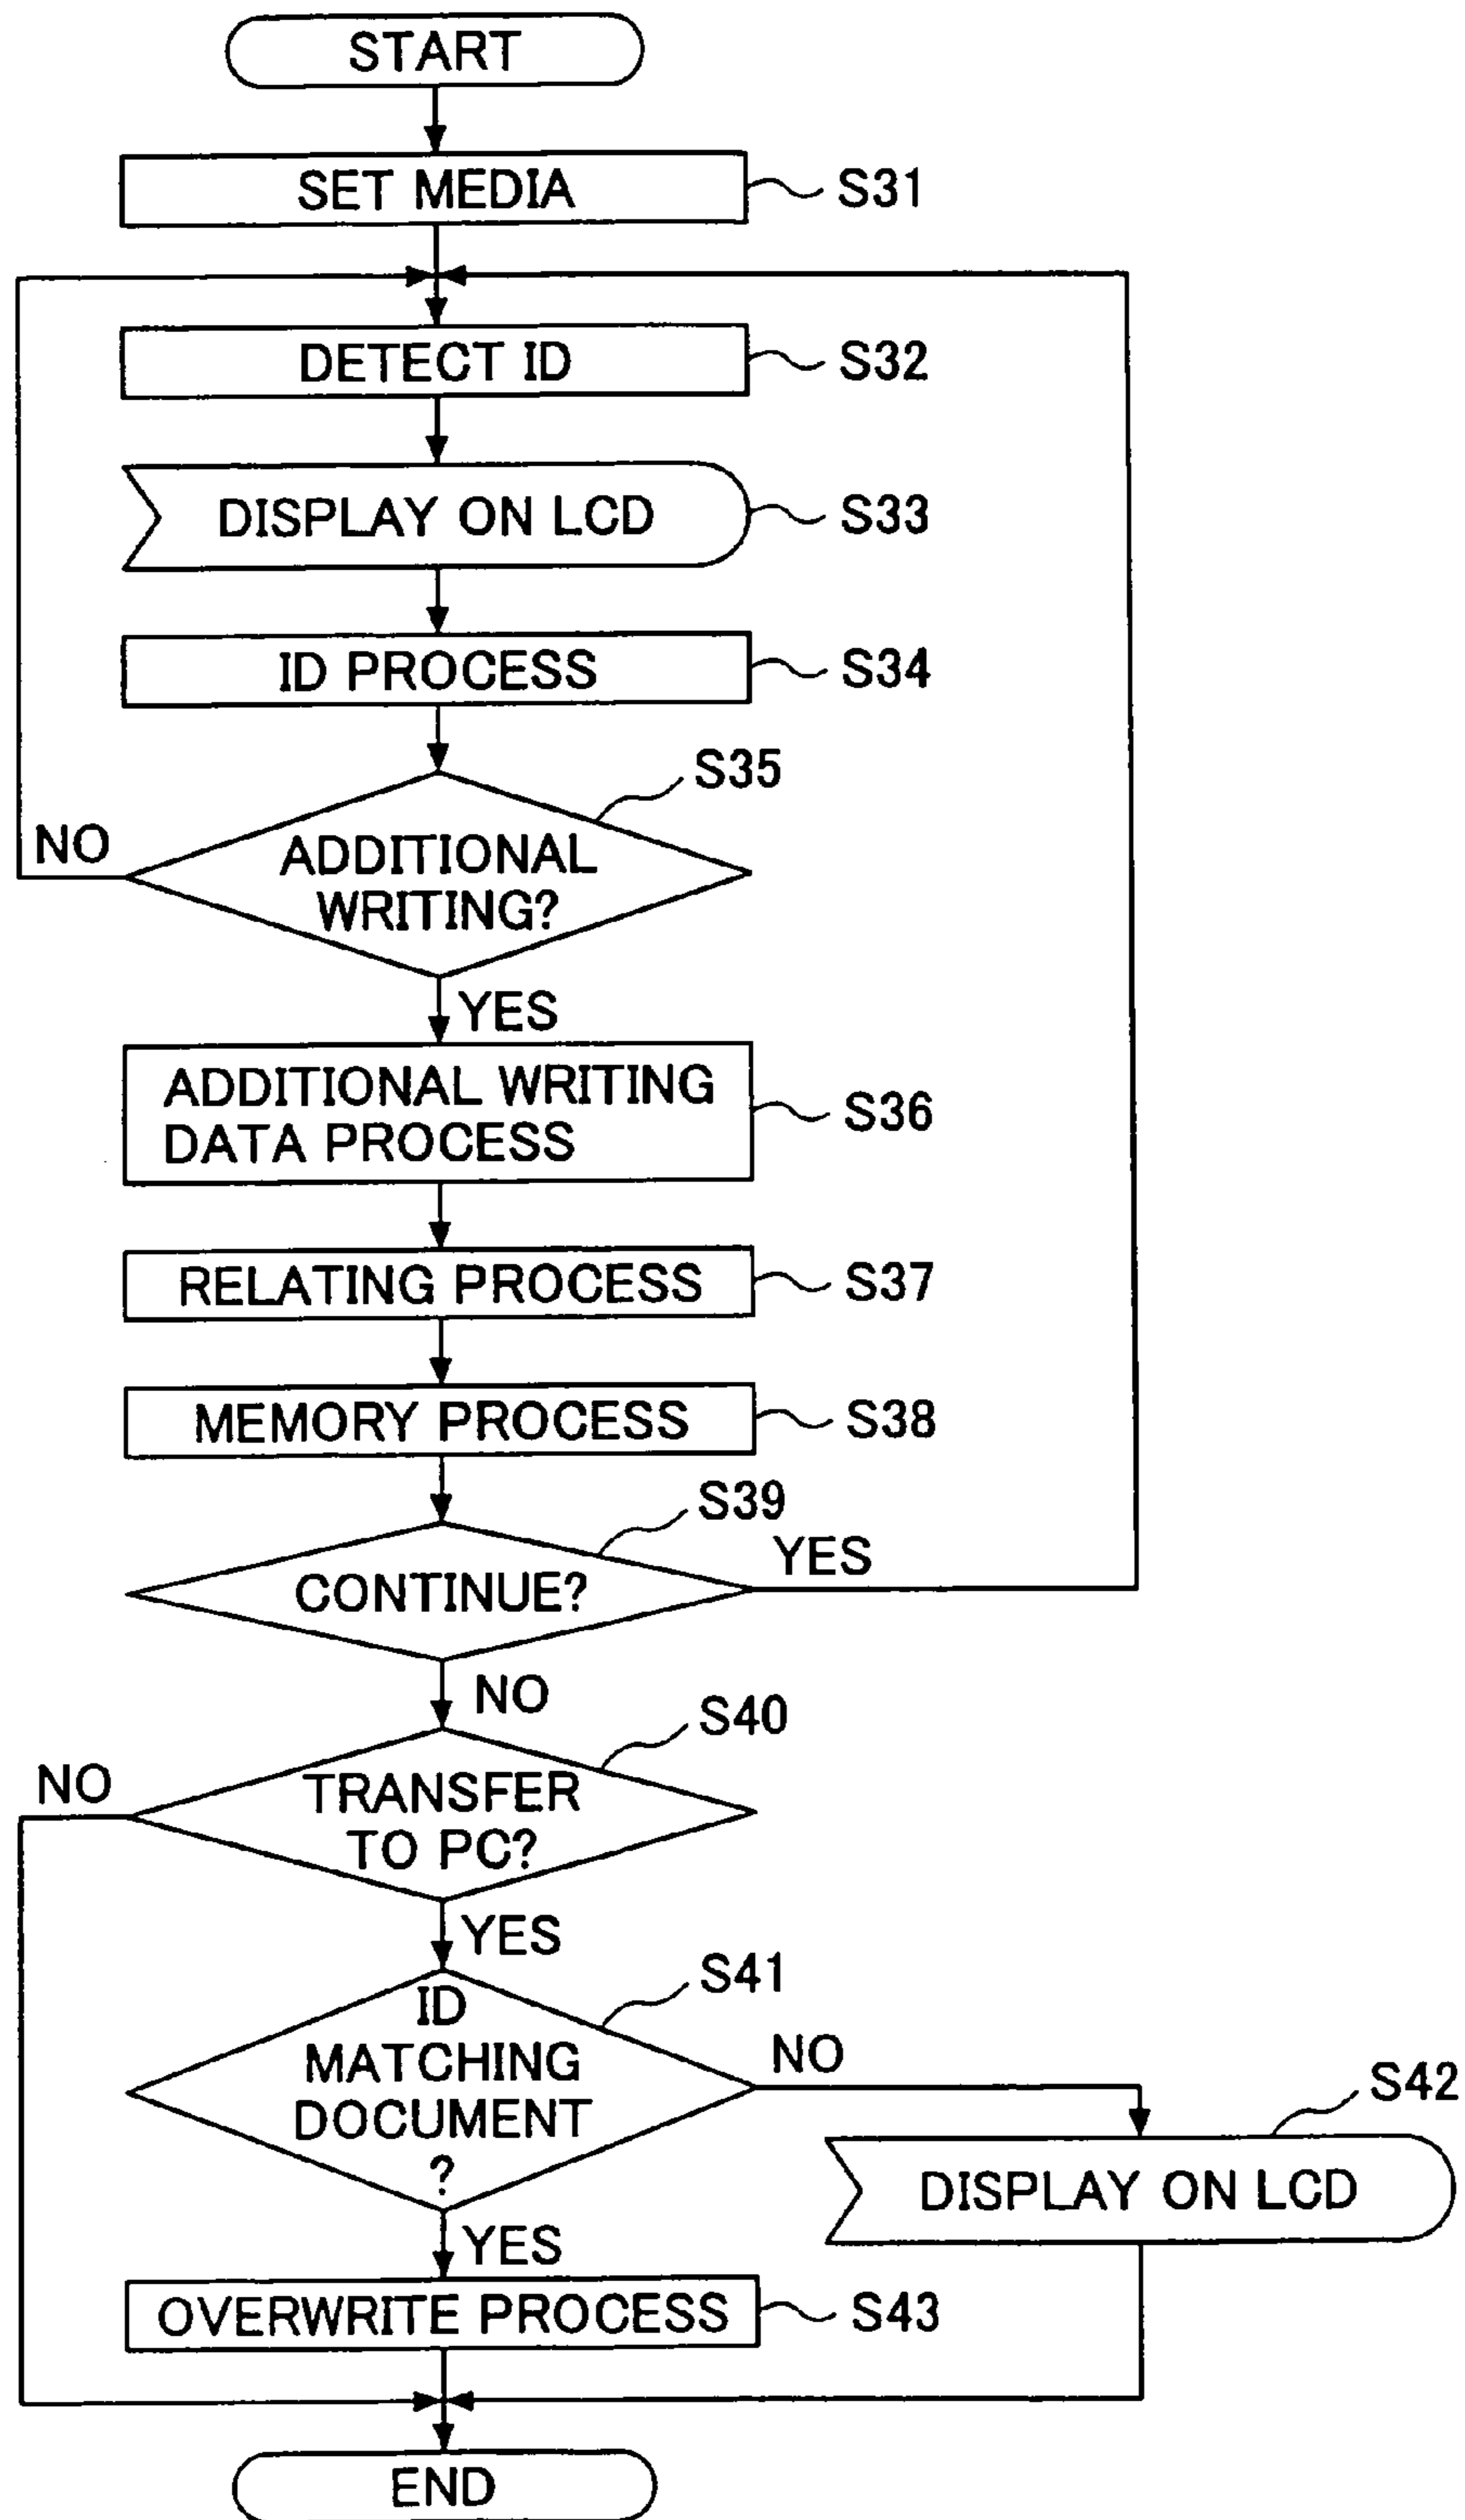 START
SET MEDIA
S31
DETECT ID
S32
DISPLAY ON LCD
S33
ID PROCESS
S34
S35
NO
ADDITIONAL
WRITING?
YES
ADDITIONAL WRITING
DATA PROCESS
S36
RELATING PROCESS
S37
MEMORY PROCESS
S38
S39
YES
CONTINUE?
NO
S40
NO
TRANSFER
TO PC?
YES
S41
ID
MATCHING
DOCUMENT
?
NO
S42
DISPLAY ON LCD
YES
OVERWRITE PROCESS
S43
END